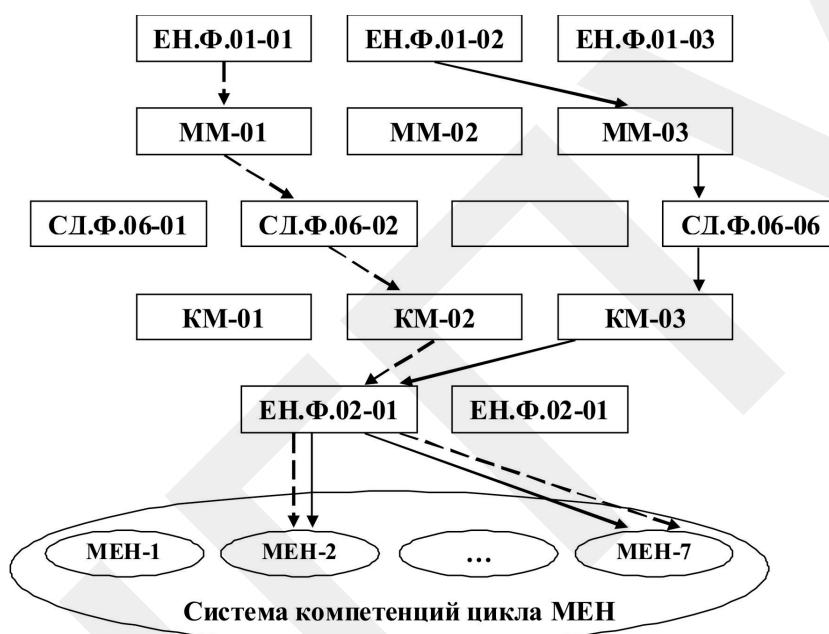 ЕН.Ф.01-01 ЕН.Ф.01-02 ЕН.Ф.01-03
ММ-01 ММ-02 ММ-03
СД.Ф.06-01 СД.Ф.06-02 СД.Ф.06-06
КМ-01 КМ-02 КМ-03
ЕН.Ф.02-01 ЕН.Ф.02-01
МЕН-1 МЕН-2 ... МЕН-7
Система компетенций цикла МЕН